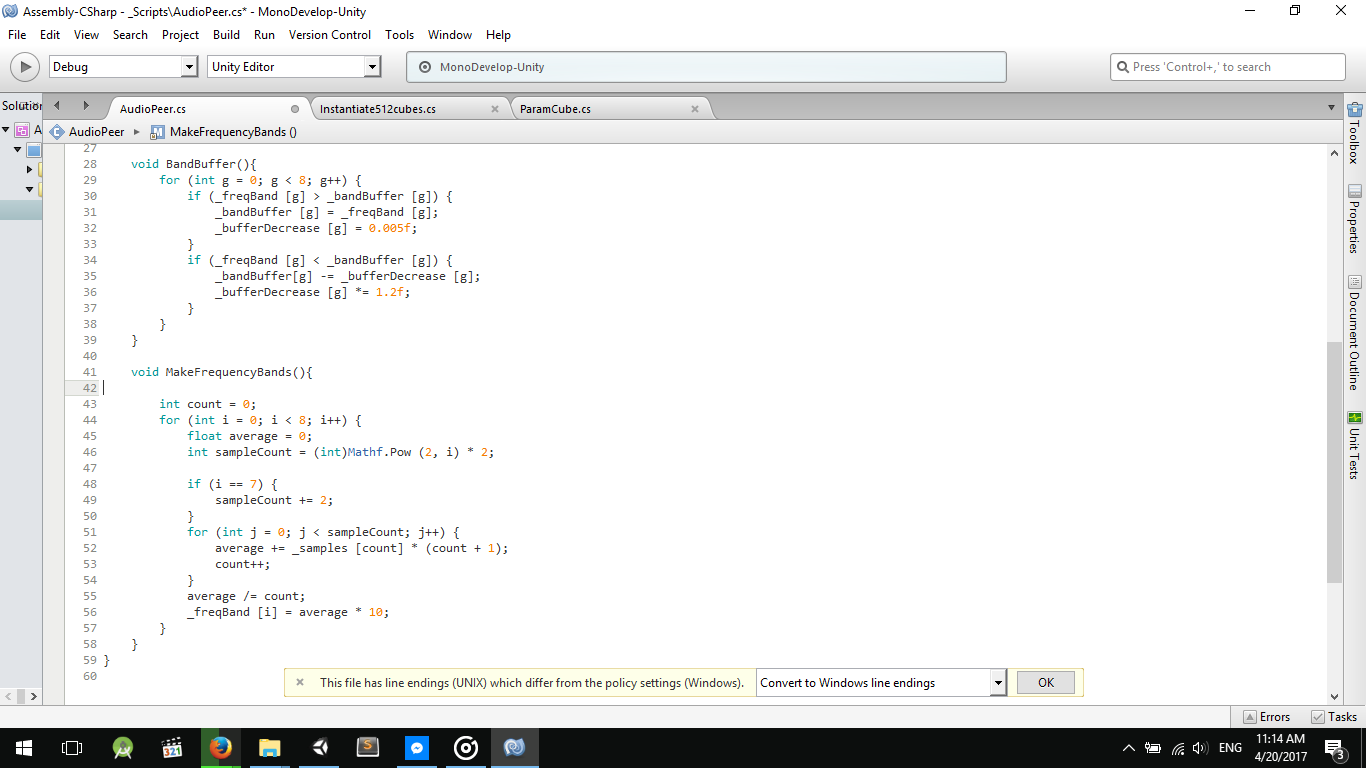 Assembly-CSharp - _Scripts\AudioPeer.cs* - MonoDevelop-Unity
File Edit View Search Project Build Run Version Control Tools Window Help
Debug Unity Editor MonoDevelop-Unity Press 'Control+,' to search
AudioPeer.cs Instantiate512cubes.cs ParamCube.cs
AudioPeer MakeFrequencyBands ()
A
27
28 void BandBuffer(){
29 for (int g = 0; g < 8; g++) {
30 if (_freqBand [g] > _bandBuffer [g]) {
31 _bandBuffer [g] = _freqBand [g];
32 _bufferDecrease [g] = 0.005f;
33 }
34 if (_freqBand [g] < _bandBuffer [g]) {
35 _bandBuffer[g] -= _bufferDecrease [g];
36 _bufferDecrease [g] *= 1.2f;
37 }
38 }
39 }
40
41 void MakeFrequencyBands(){
42
43 int count = 0;
44 for (int i = 0; i < 8; i++) {
45 float average = 0;
46 int sampleCount = (int)Mathf.Pow (2, i) * 2;
47
48 if (i == 7) {
49 sampleCount += 2;
50 }
51 for (int j = 0; j < sampleCount; j++) {
52 average += _samples [count] * (count + 1);
53 count++;
54 }
55 average /= count;
56 _freqBand [i] = average * 10;
57 }
58 }
59 }
60
Toolbox
Properties
Document Outline
Unit Tests
This file has line endings (UNIX) which differ from the policy settings (Windows). Convert to Windows line endings OK
Errors Tasks
321
S
ENG
11:14 AM
4/20/2017
3